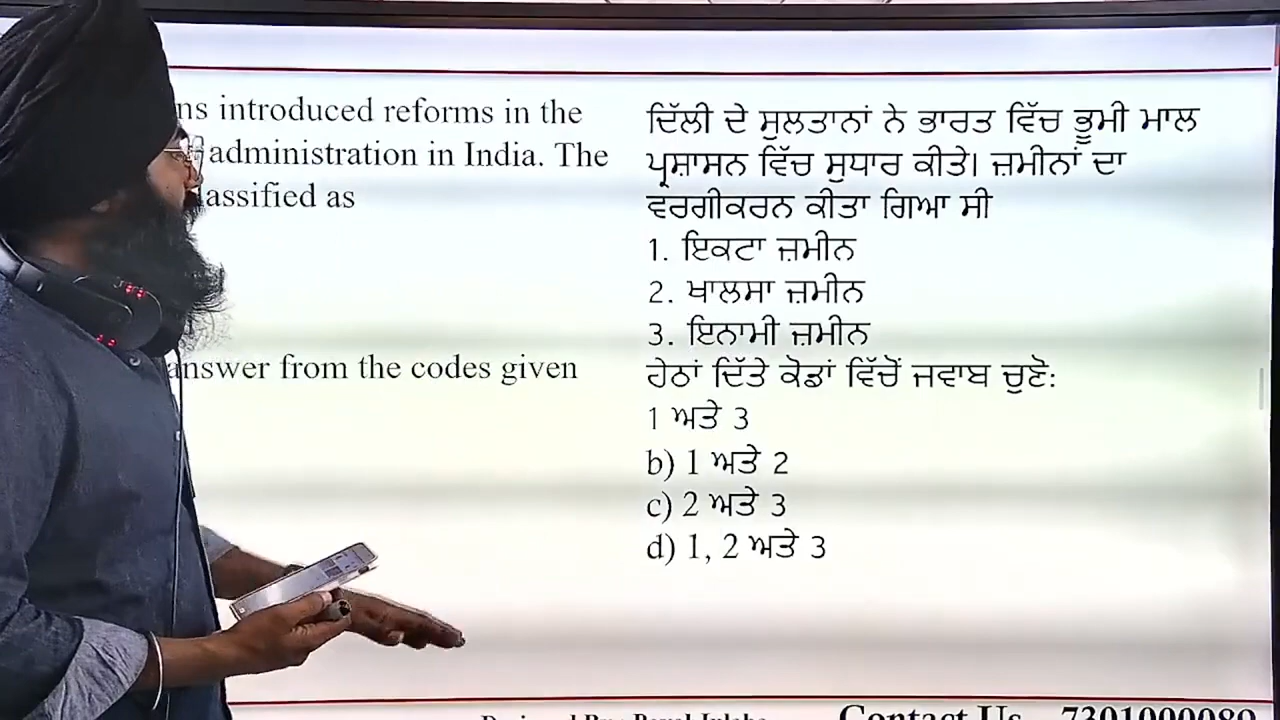 ns introduced reforms in the
administration in India. The
lassified as
answer from the codes given
ਦਿੱਲੀ ਦੇ ਸੁਲਤਾਨਾਂ ਨੇ ਭਾਰਤ ਵਿੱਚ ਭੂਮੀ ਮਾਲ
ਪ੍ਰਸ਼ਾਸਨ ਵਿੱਚ ਸੁਧਾਰ ਕੀਤੇ। ਜ਼ਮੀਨਾਂ ਦਾ
ਵਰਗੀਕਰਨ ਕੀਤਾ ਗਿਆ ਸੀ
1. ਇਕਟਾ ਜ਼ਮੀਨ
2. ਖਾਲਸਾ ਜ਼ਮੀਨ
3. ਇਨਾਮੀ ਜ਼ਮੀਨ
ਹੇਠਾਂ ਦਿੱਤੇ ਕੋਡਾਂ ਵਿੱਚੋਂ ਜਵਾਬ ਚੁਣੋ:
1 ਅਤੇ 3
b) 1 ਅਤੇ 2
c) 2 ਅਤੇ 3
d) 1, 2 ਅਤੇ 3
Contact Us